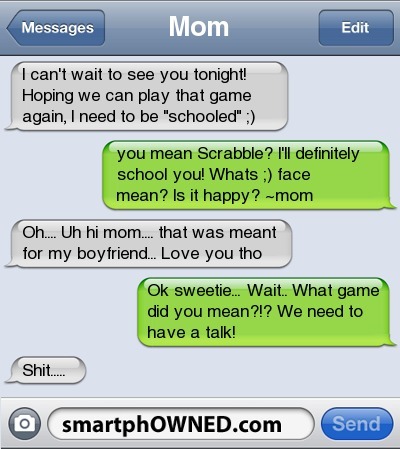 Messages
Mom
Edit
I can't wait to see you tonight!
Hoping we can play that game
again, I need to be "schooled" ;)
you mean Scrabble? I'll definitely
school you! Whats ;) face
mean? Is it happy? ~mom
Oh.... Uh hi mom.... that was meant
for my boyfriend... Love you tho
Ok sweetie... Wait.. What game
did you mean?!? We need to
have a talk!
Shit.....
smartphOWNED.com
Send